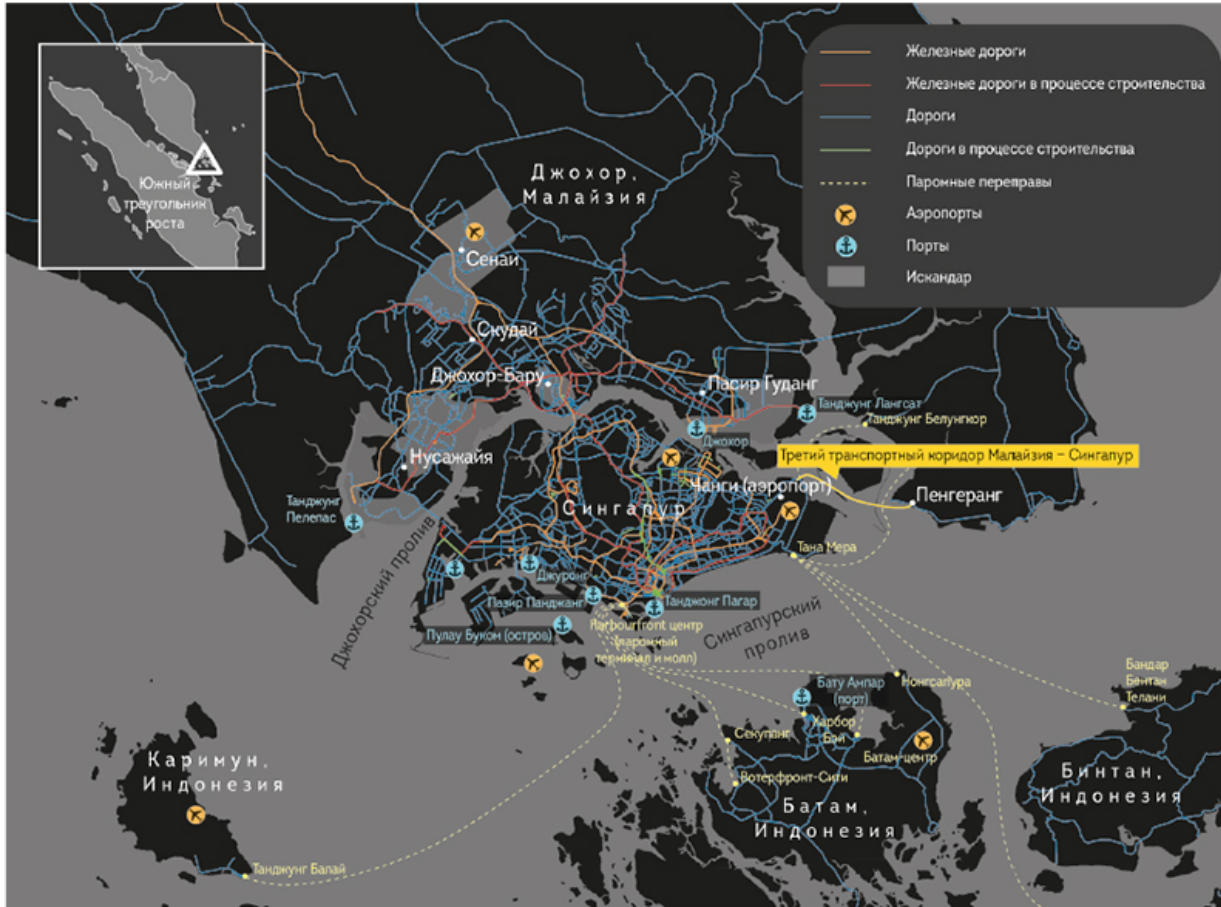 Южный
треугольник
роста
Железные дороги
Железные дороги в процессе строительства
Дороги
Дороги в процессе строительства
Паромные переправы
Аэропорты
Порты
Искандар
Джохор,
Малайзия
Сенаи
Скудай
Джохор-Бару
Пасир Гуданг
Танджунг Лангсат
Танджунг Белунгкор
Джохор
Третий транспортный коридор Малайзия – Сингапур
Нусажайя
Чанги (аэропорт)
Пенгеранг
Танджунг
Пелепас
Сингапур
Джохорский пролив
Тана Мера
Джуронг
Пазир Панджанг
Танджонг Пагар
Harbourfront центр
(паромный
терминал и молл)
Пулау Буком (остров)
Сингапурский
пролив
Бандар
Бентан
Телани
Нонгсапура
Бату Ампар
(порт)
Харбор
Бэй
Секупанг
Батам-центр
Вотерфронт-Сити
Каримун,
Индонезия
Батам,
Индонезия
Бинтан,
Индонезия
Танджунг Балай